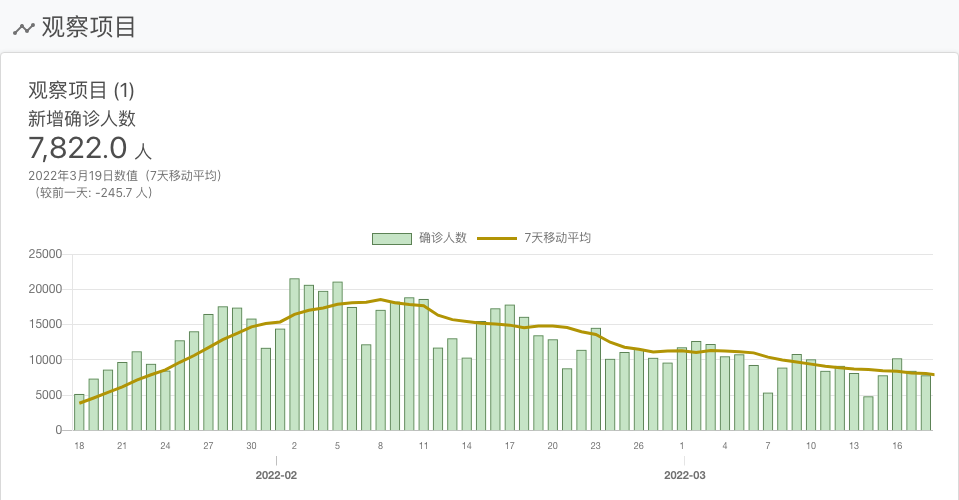 观察项目
观察项目 (1)
新增确诊人数
7,822.0 人
2022年3月19日数值（7天移动平均）
（较前一天: -245.7 人）
确诊人数 7天移动平均
25000
20000
15000
10000
5000
0
18 21 24 27 30 2 5 8 11 14 17 20 23 26 1 4 7 10 13 16
2022-02 2022-03